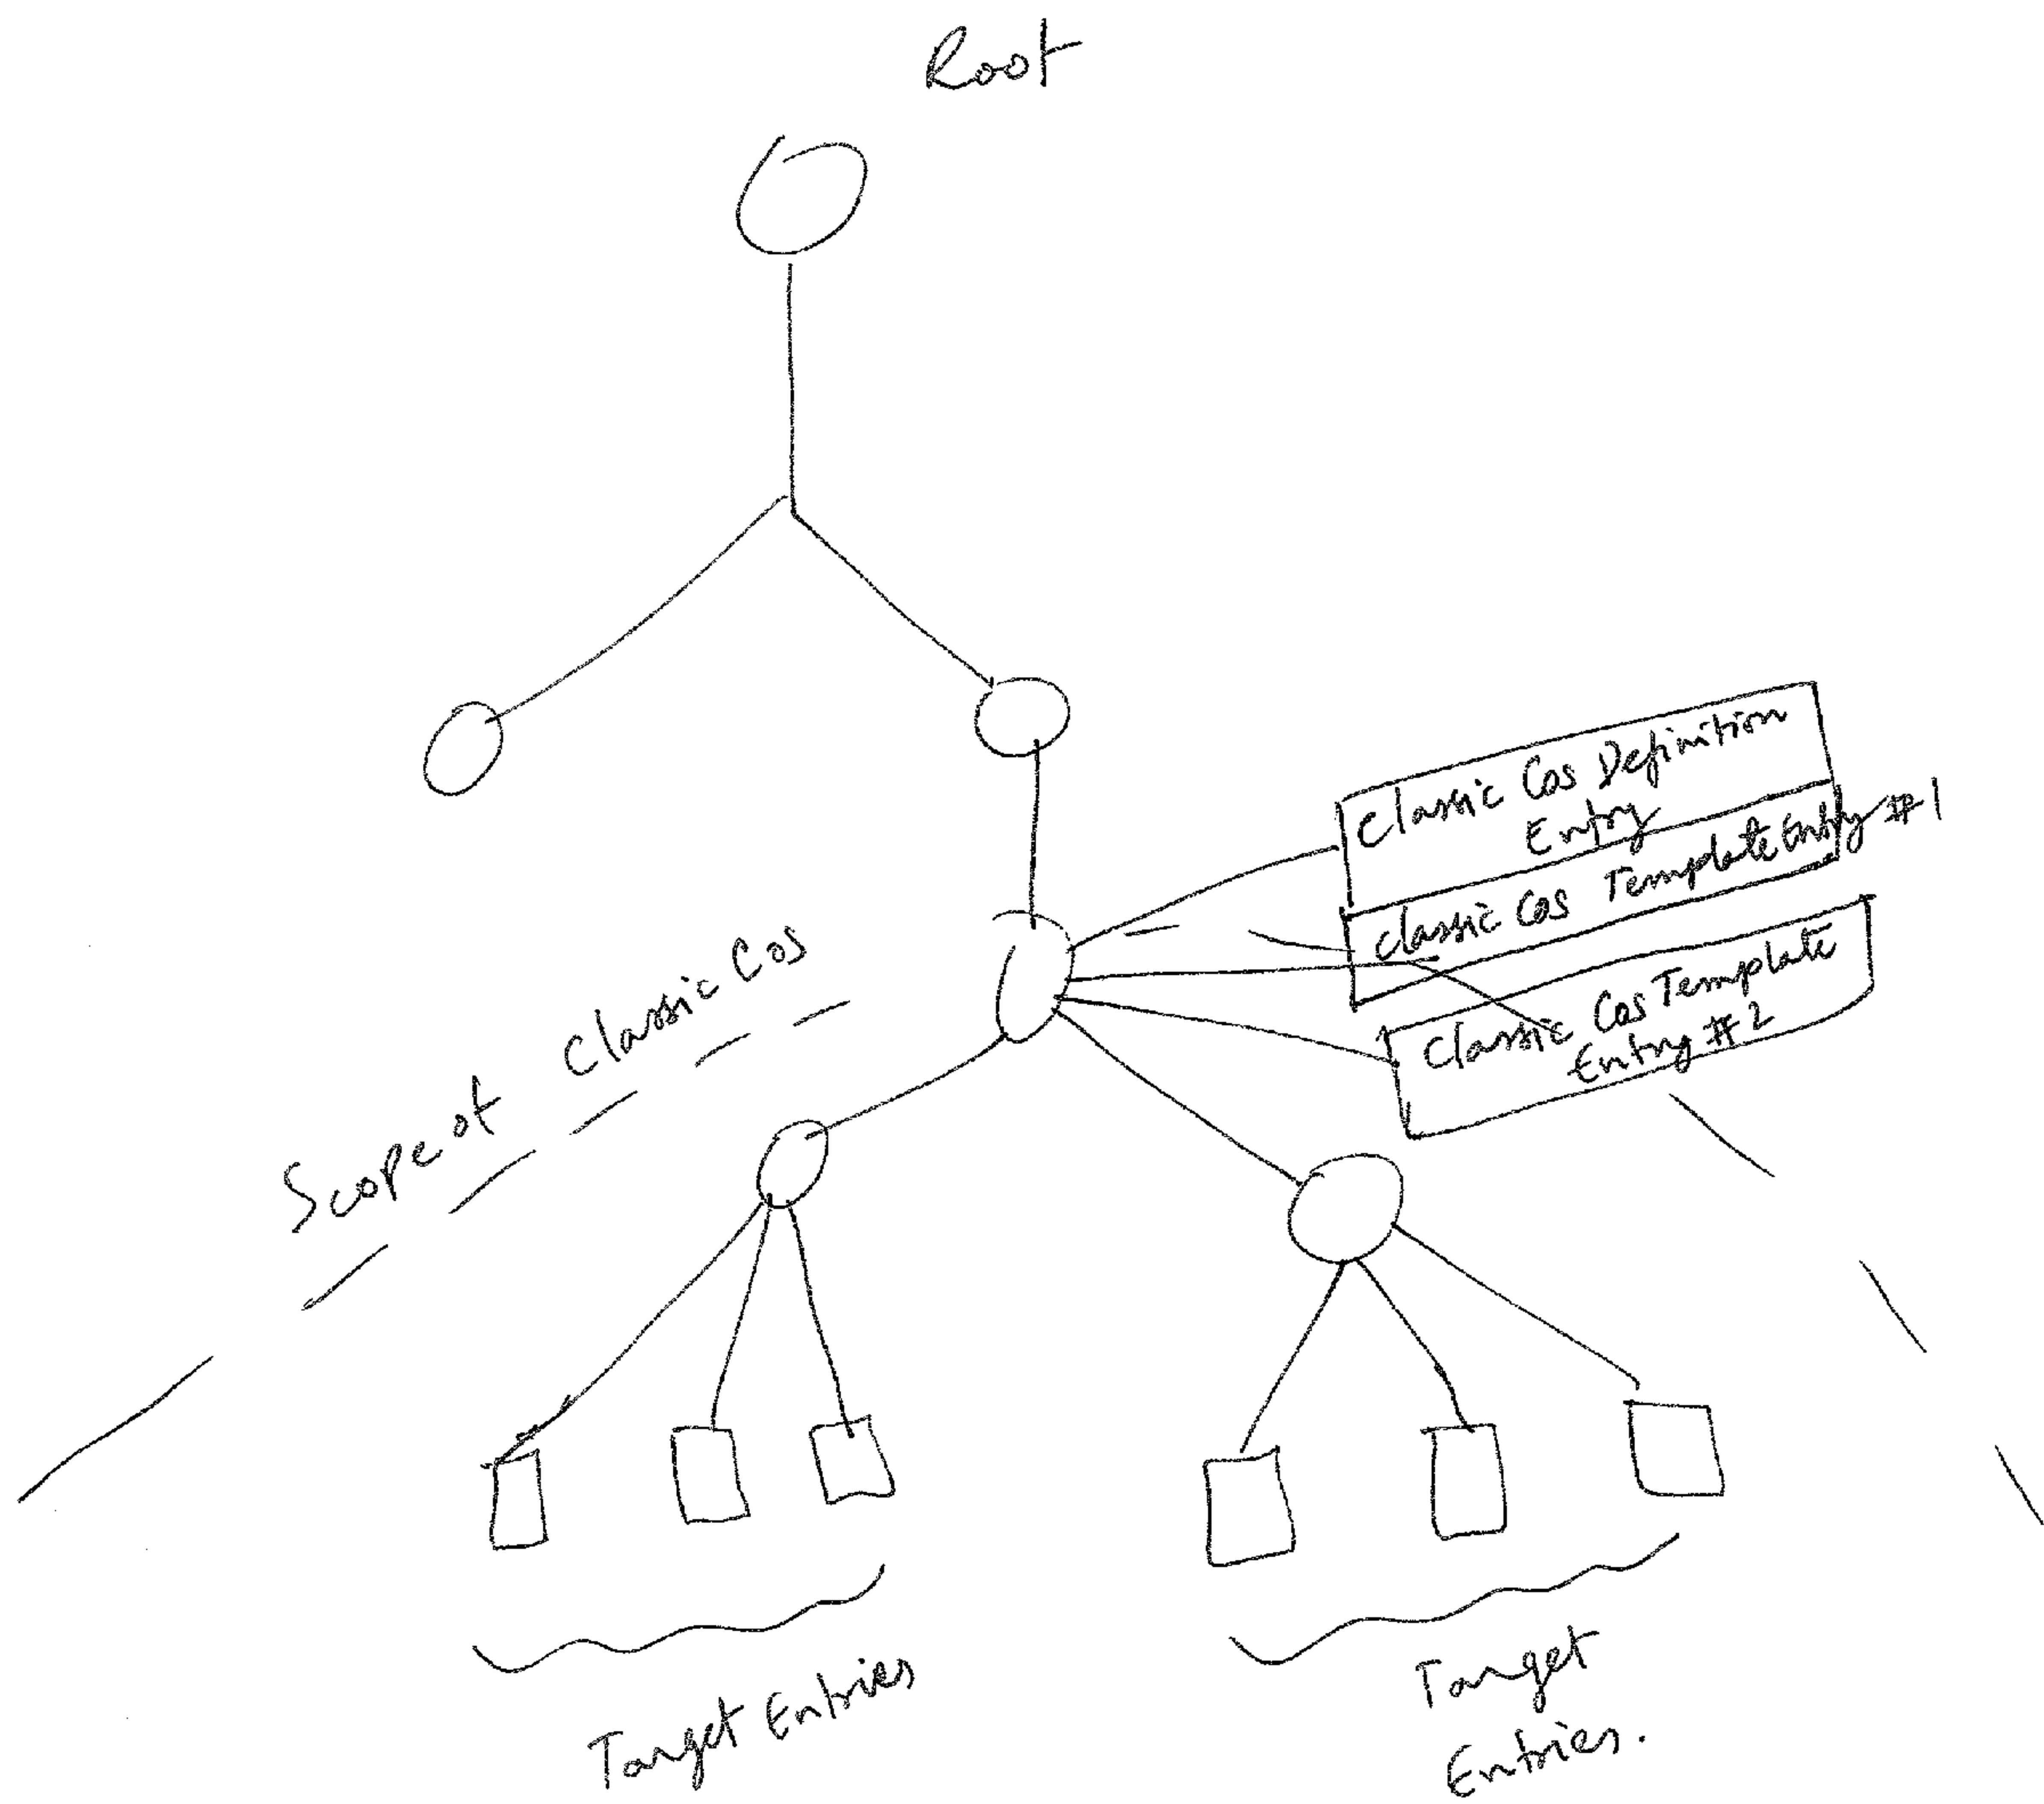 Root
Classic Cos Definition
Entry
Classic Cos Template Entry #1
Classic Cos Template
Entry #2
Scope of Classic Cos
Target Entries
Target
Entries.